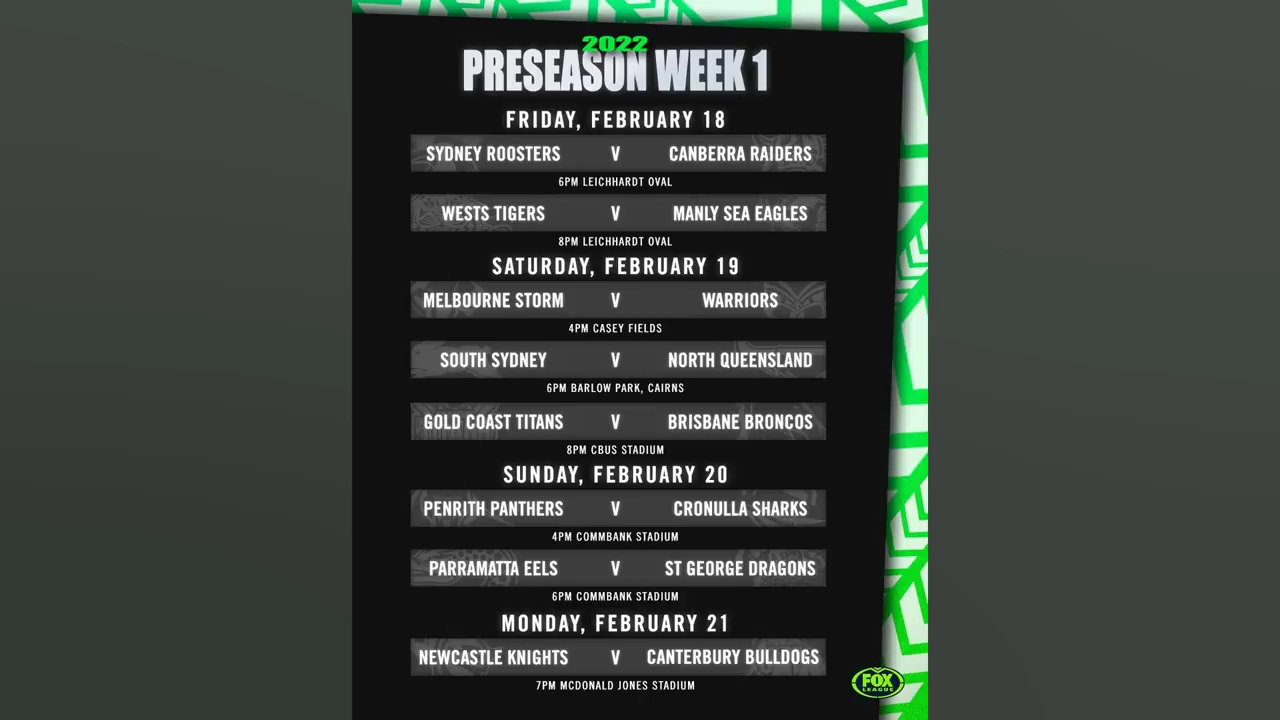 2022
PRESEASON WEEK 1
FRIDAY, FEBRUARY 18
SYDNEY ROOSTERS V CANBERRA RAIDERS
6PM LEICHHARDT OVAL
WESTS TIGERS V MANLY SEA EAGLES
8PM LEICHHARDT OVAL
SATURDAY, FEBRUARY 19
MELBOURNE STORM V WARRIORS
4PM CASEY FIELDS
SOUTH SYDNEY V NORTH QUEENSLAND
6PM BARLOW PARK, CAIRNS
GOLD COAST TITANS V BRISBANE BRONCOS
8PM CBUS STADIUM
SUNDAY, FEBRUARY 20
PENRITH PANTHERS V CRONULLA SHARKS
4PM COMMBANK STADIUM
PARRAMATTA EELS V ST GEORGE DRAGONS
6PM COMMBANK STADIUM
MONDAY, FEBRUARY 21
NEWCASTLE KNIGHTS V CANTERBURY BULLDOGS
7PM MCDONALD JONES STADIUM
FOX
LEAGUE